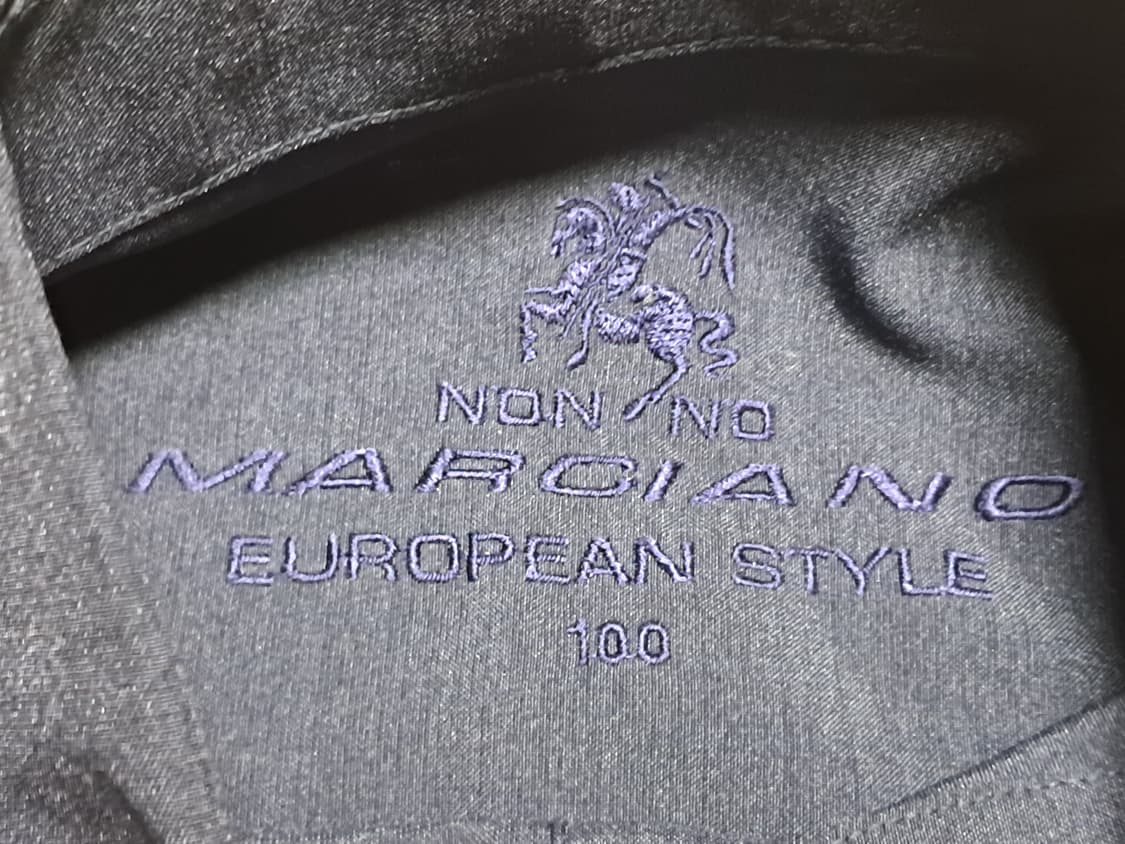 NON NO
MARCIANO
EUROPEAN STYLE
100